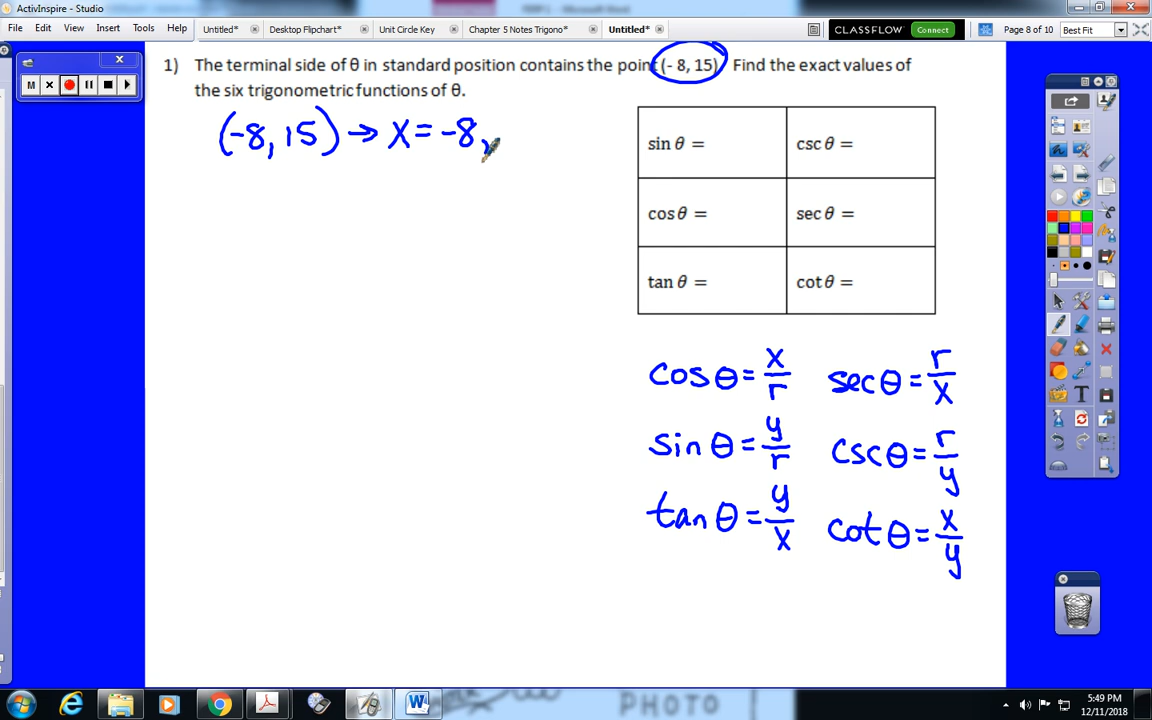 ActivInspire - Studio
File Edit View Tools Insert Help
Untitled* Desktop Flipchart* Unit Circle Key Chapter 5 Notes Trigono* Untitled* CLASSFLOW Connect Page 8 of 10 Best Fit
M
1) The terminal side of θ in standard position contains the point (- 8, 15). Find the exact values of
the six trigonometric functions of θ.
(-8, 15) → x = -8,
sin θ = csc θ =
cos θ = sec θ =
tan θ = cot θ =
cos θ = x/r sec θ = r/x
sin θ = y/r csc θ = r/y
tan θ = y/x cot θ = x/y
PHOTO
5:49 PM
12/11/2018